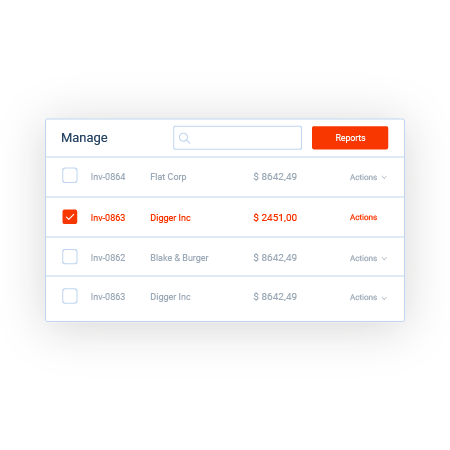 Manage Reports
Inv-0864 Flat Corp $ 8642,49 Actions
Inv-0863 Digger Inc $ 2451,00 Actions
Inv-0862 Blake & Burger $ 8642,49 Actions
Inv-0863 Digger Inc $ 8642,49 Actions